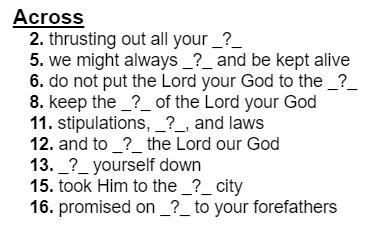 Across
2. thrusting out all your _?_
5. we might always _?_ and be kept alive
6. do not put the Lord your God to the _?_
8. keep the _?_ of the Lord your God
11. stipulations, _?_, and laws
12. and to _?_ the Lord our God
13. _?_ yourself down
15. took Him to the _?_ city
16. promised on _?_ to your forefathers